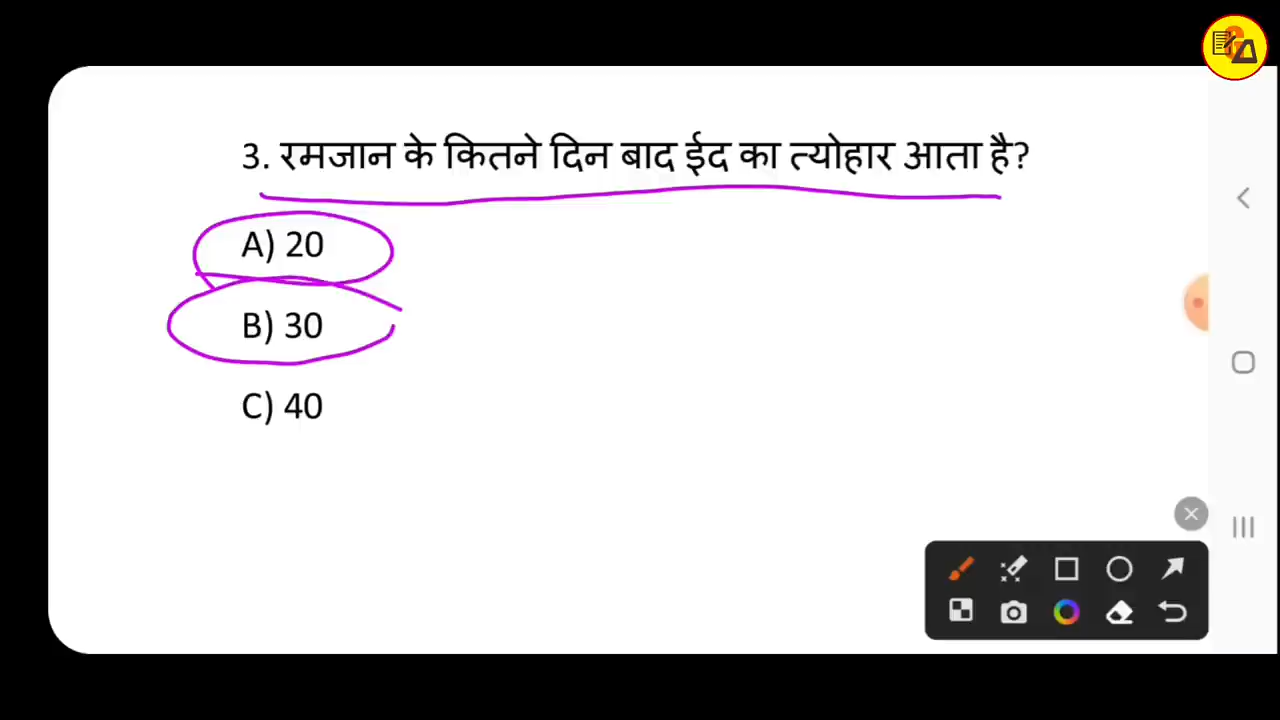 3. रमजान के कितने दिन बाद ईद का त्योहार आता है?
A) 20
B) 30
C) 40